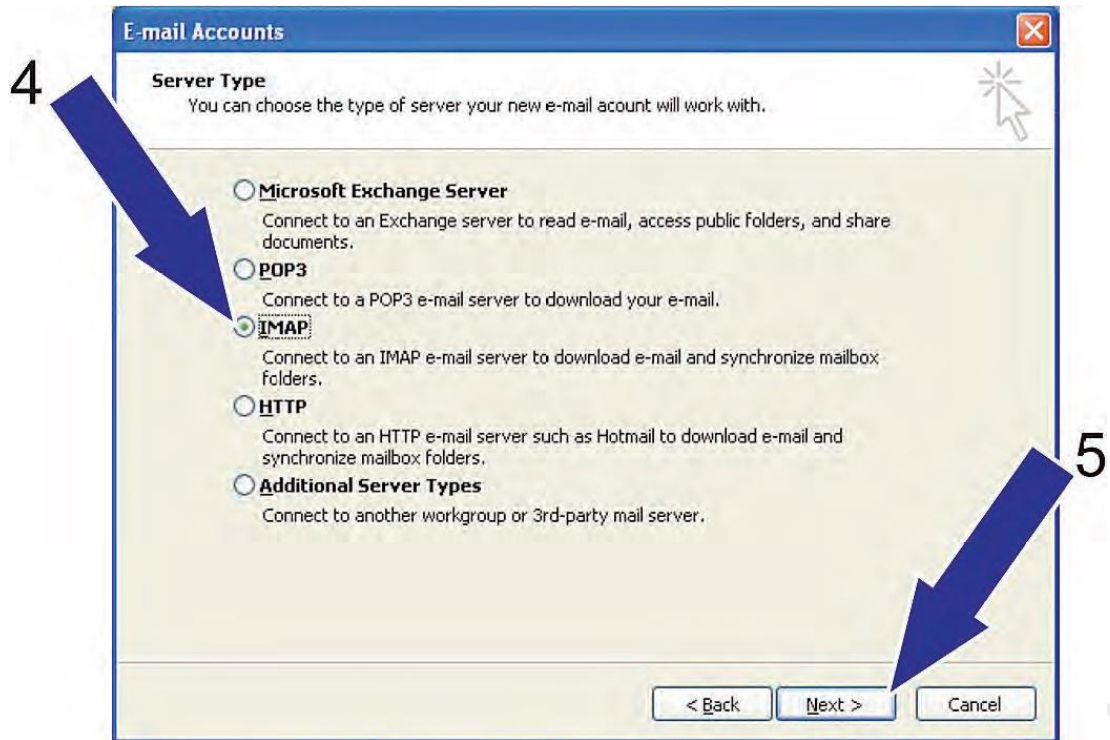 E-mail Accounts
4
Server Type
You can choose the type of server your new e-mail acount will work with.
Microsoft Exchange Server
Connect to an Exchange server to read e-mail, access public folders, and share
documents.
POP3
Connect to a POP3 e-mail server to download your e-mail.
IMAP
Connect to an IMAP e-mail server to download e-mail and synchronize mailbox
folders.
HTTP
Connect to an HTTP e-mail server such as Hotmail to download e-mail and
synchronize mailbox folders.
Additional Server Types
Connect to another workgroup or 3rd-party mail server.
5
< Back Next > Cancel